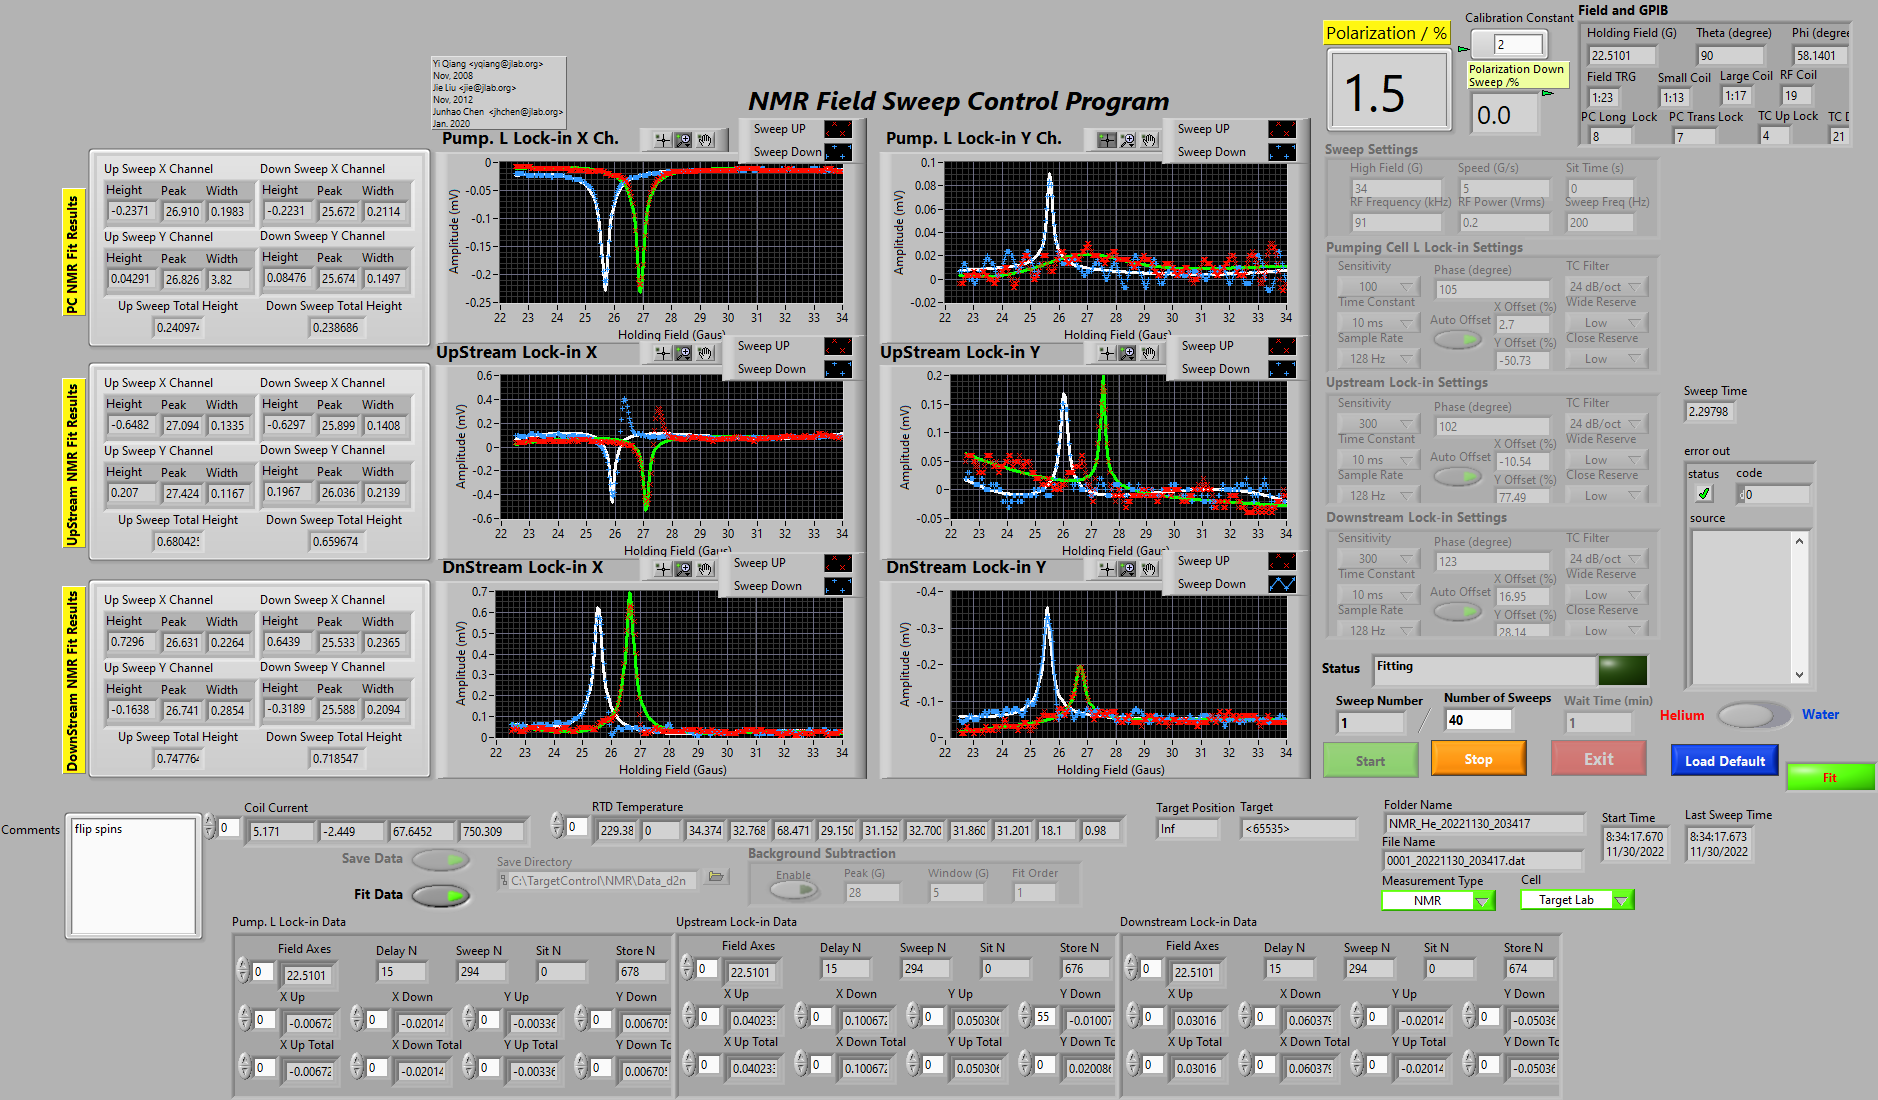 Yi Qiang <yqiang@jlab.org>
Nov, 2008
Jie Liu <jie@jlab.org>
Nov, 2012
Junhao Chen <jhchen@jlab.org>
Jan. 2020
NMR Field Sweep Control Program
Polarization / %
1.5
Calibration Constant
2
Polarization Down
Sweep /%
0.0
Field and GPIB
Holding Field (G) Theta (degree) Phi (degree
22.5101 90 58.1401
Field TRG Small Coil Large Coil RF Coil
1:23 1:13 1:17 19
PC Long Lock PC Trans Lock TC Up Lock TC D
8 7 4 21
PC NMR Fit Results
Up Sweep X Channel Down Sweep X Channel
Height Peak Width Height Peak Width
-0.2371 26.910 0.1983 -0.2231 25.672 0.2114
Up Sweep Y Channel Down Sweep Y Channel
Height Peak Width Height Peak Width
0.04291 26.826 3.82 0.08476 25.674 0.1497
Up Sweep Total Height Down Sweep Total Height
0.240974 0.238686
UpStream NMR Fit Results
Up Sweep X Channel Down Sweep X Channel
Height Peak Width Height Peak Width
-0.6482 27.094 0.1335 -0.6297 25.899 0.1408
Up Sweep Y Channel Down Sweep Y Channel
Height Peak Width Height Peak Width
0.207 27.424 0.1167 0.1967 26.036 0.2139
Up Sweep Total Height Down Sweep Total Height
0.680425 0.659674
DownStream NMR Fit Results
Up Sweep X Channel Down Sweep X Channel
Height Peak Width Height Peak Width
0.7296 26.631 0.2264 0.6439 25.533 0.2365
Up Sweep Y Channel Down Sweep Y Channel
Height Peak Width Height Peak Width
-0.1638 26.741 0.2854 -0.3189 25.588 0.2094
Up Sweep Total Height Down Sweep Total Height
0.747764 0.718547
Pump. L Lock-in X Ch.
Sweep UP
Sweep Down
Amplitude (mV)
0
-0.05
-0.1
-0.15
-0.2
-0.25
22 23 24 25 26 27 28 29 30 31 32 33 34
Holding Field (Gaus)
Pump. L Lock-in Y Ch.
Sweep UP
Sweep Down
Amplitude (mV)
0.1
0.08
0.06
0.04
0.02
0
-0.02
22 23 24 25 26 27 28 29 30 31 32 33 34
Holding Field (Gaus)
UpStream Lock-in X
Sweep UP
Sweep Down
Amplitude (mV)
0.6
0.4
0.2
0
-0.2
-0.4
-0.6
22 23 24 25 26 27 28 29 30 31 32 33 34
Holding Field (Gaus)
UpStream Lock-in Y
Sweep UP
Sweep Down
Amplitude (mV)
0.2
0.15
0.1
0.05
0
-0.05
22 23 24 25 26 27 28 29 30 31 32 33 34
Holding Field (Gaus)
DnStream Lock-in X
Sweep UP
Sweep Down
Amplitude (mV)
0.7
0.6
0.5
0.4
0.3
0.2
0.1
0
22 23 24 25 26 27 28 29 30 31 32 33 34
Holding Field (Gaus)
DnStream Lock-in Y
Sweep UP
Sweep Down
Amplitude (mV)
-0.4
-0.3
-0.2
-0.1
0
22 23 24 25 26 27 28 29 30 31 32 33 34
Holding Field (Gaus)
Sweep Settings
High Field (G) Speed (G/s) Sit Time (s)
34 5 0
RF Frequency (kHz) RF Power (Vrms) Sweep Freq (Hz)
91 0.2 200
Pumping Cell L Lock-in Settings
Sensitivity Phase (degree) TC Filter
100 105 24 dB/oct
Time Constant X Offset (%) Wide Reserve
10 ms Auto Offset 2.7 Low
Sample Rate Y Offset (%) Close Reserve
128 Hz -50.73 Low
Upstream Lock-in Settings
Sensitivity Phase (degree) TC Filter
300 102 24 dB/oct
Time Constant X Offset (%) Wide Reserve
10 ms Auto Offset -10.54 Low
Sample Rate Y Offset (%) Close Reserve
128 Hz 77.49 Low
Downstream Lock-in Settings
Sensitivity Phase (degree) TC Filter
300 123 24 dB/oct
Time Constant X Offset (%) Wide Reserve
10 ms Auto Offset 16.95 Low
Sample Rate Y Offset (%) Close Reserve
128 Hz 28.14 Low
Sweep Time
2.29798
error out
status code
0
source
Status Fitting
Sweep Number Number of Sweeps Wait Time (min)
1 / 40 1
Helium Water
Start Stop Exit Load Default Fit
Comments
flip spins
Coil Current
0 5.171 -2.449 67.6452 750.309
RTD Temperature
0 229.38 0 34.374 32.768 68.471 29.150 31.152 32.700 31.860 31.201 18.1 0.98
Target Position Target
Inf <65535>
Folder Name
NMR_He_20221130_203417
File Name
0001_20221130_203417.dat
Start Time Last Sweep Time
8:34:17.670 8:34:17.673
11/30/2022 11/30/2022
Measurement Type Cell
NMR Target Lab
Save Data
Fit Data
Save Directory
C:\TargetControl\NMR\Data_d2n
Background Subtraction
Enable Peak (G) Window (G) Fit Order
28 5 1
Pump. L Lock-in Data
Field Axes Delay N Sweep N Sit N Store N
0 22.5101 15 294 0 678
X Up X Down Y Up Y Down
0 -0.00672 0 -0.02014 0 -0.00336 0 0.006705
X Up Total X Down Total Y Up Total Y Down To
0 -0.00672 0 -0.02014 0 -0.00336 0 0.006705
Upstream Lock-in Data
Field Axes Delay N Sweep N Sit N Store N
0 22.5101 15 294 0 676
X Up X Down Y Up Y Down
0 0.040233 0 0.100672 0 0.050306 55 -0.01007
X Up Total X Down Total Y Up Total Y Down To
0 0.040233 0 0.100672 0 0.050306 0 0.020086
Downstream Lock-in Data
Field Axes Delay N Sweep N Sit N Store N
0 22.5101 15 294 0 674
X Up X Down Y Up Y Down
0 0.03016 0 0.060379 0 -0.02014 0 -0.05036
X Up Total X Down Total Y Up Total Y Down To
0 0.03016 0 0.060379 0 -0.02014 0 -0.05036